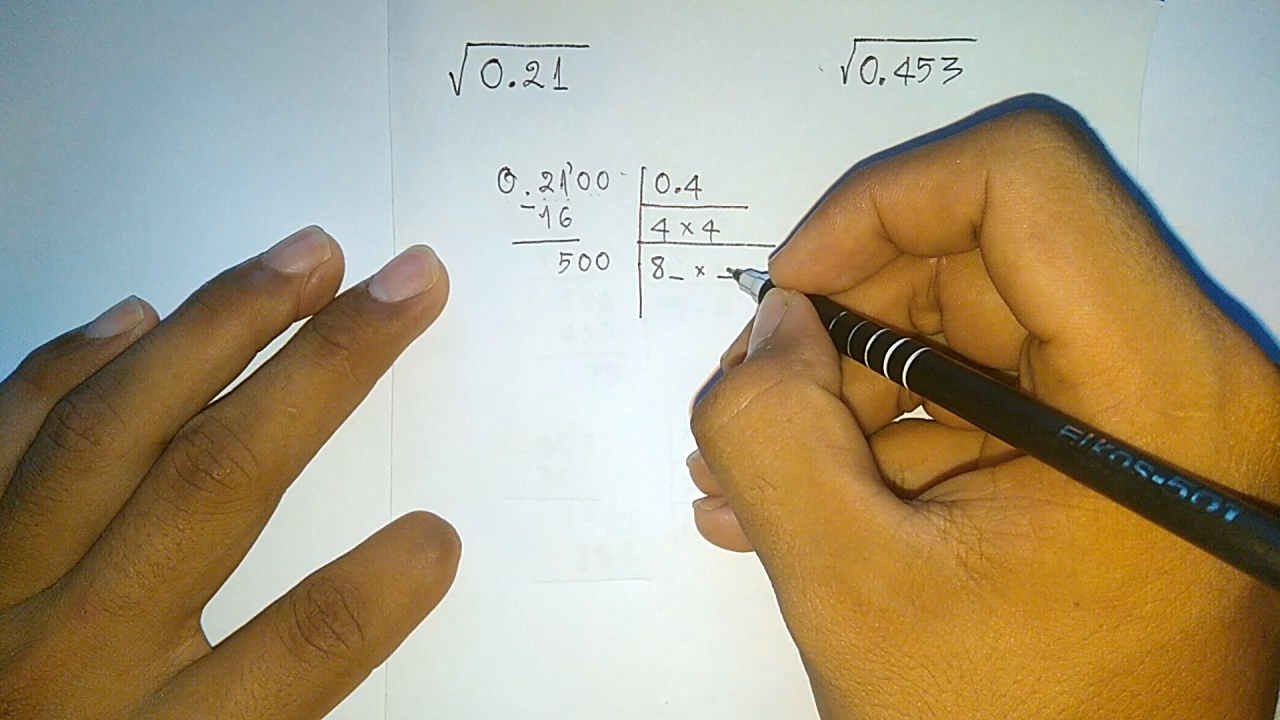 √0.21
√0.453
0.21'00 0.4
-16 4 × 4
500 8_ × _
EIKOS-501